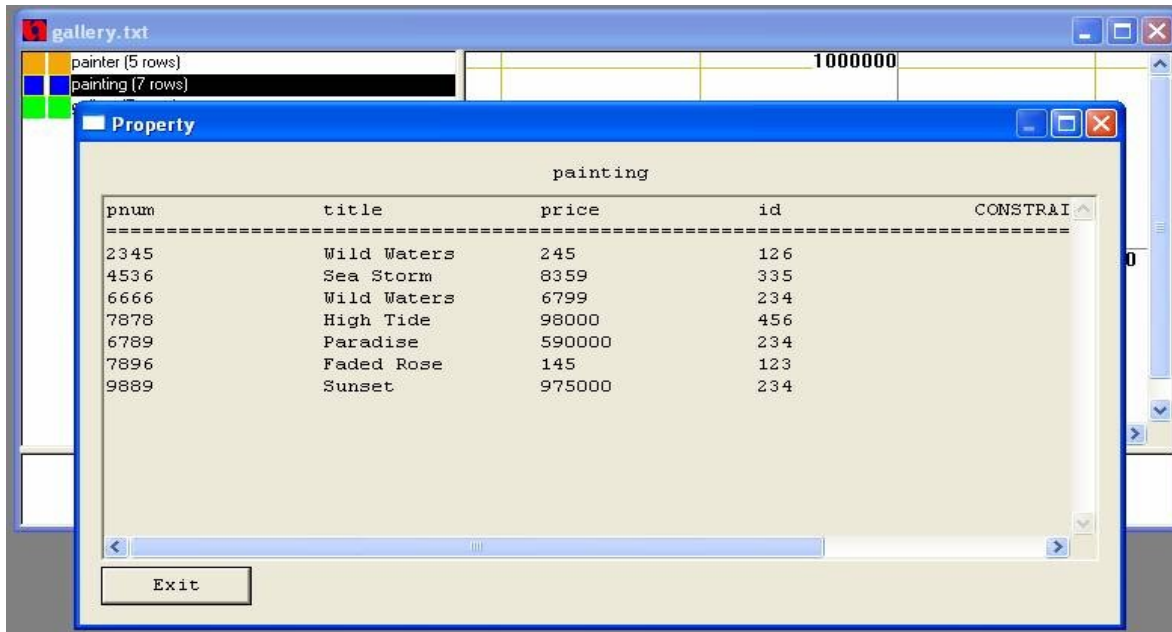 gallery.txt
painter (5 rows)
painting (7 rows)
1000000
Property
painting
pnum title price id CONSTRAI
================================================================================
2345 Wild Waters 245 126
4536 Sea Storm 8359 335
6666 Wild Waters 6799 234
7878 High Tide 98000 456
6789 Paradise 590000 234
7896 Faded Rose 145 123
9889 Sunset 975000 234
Exit